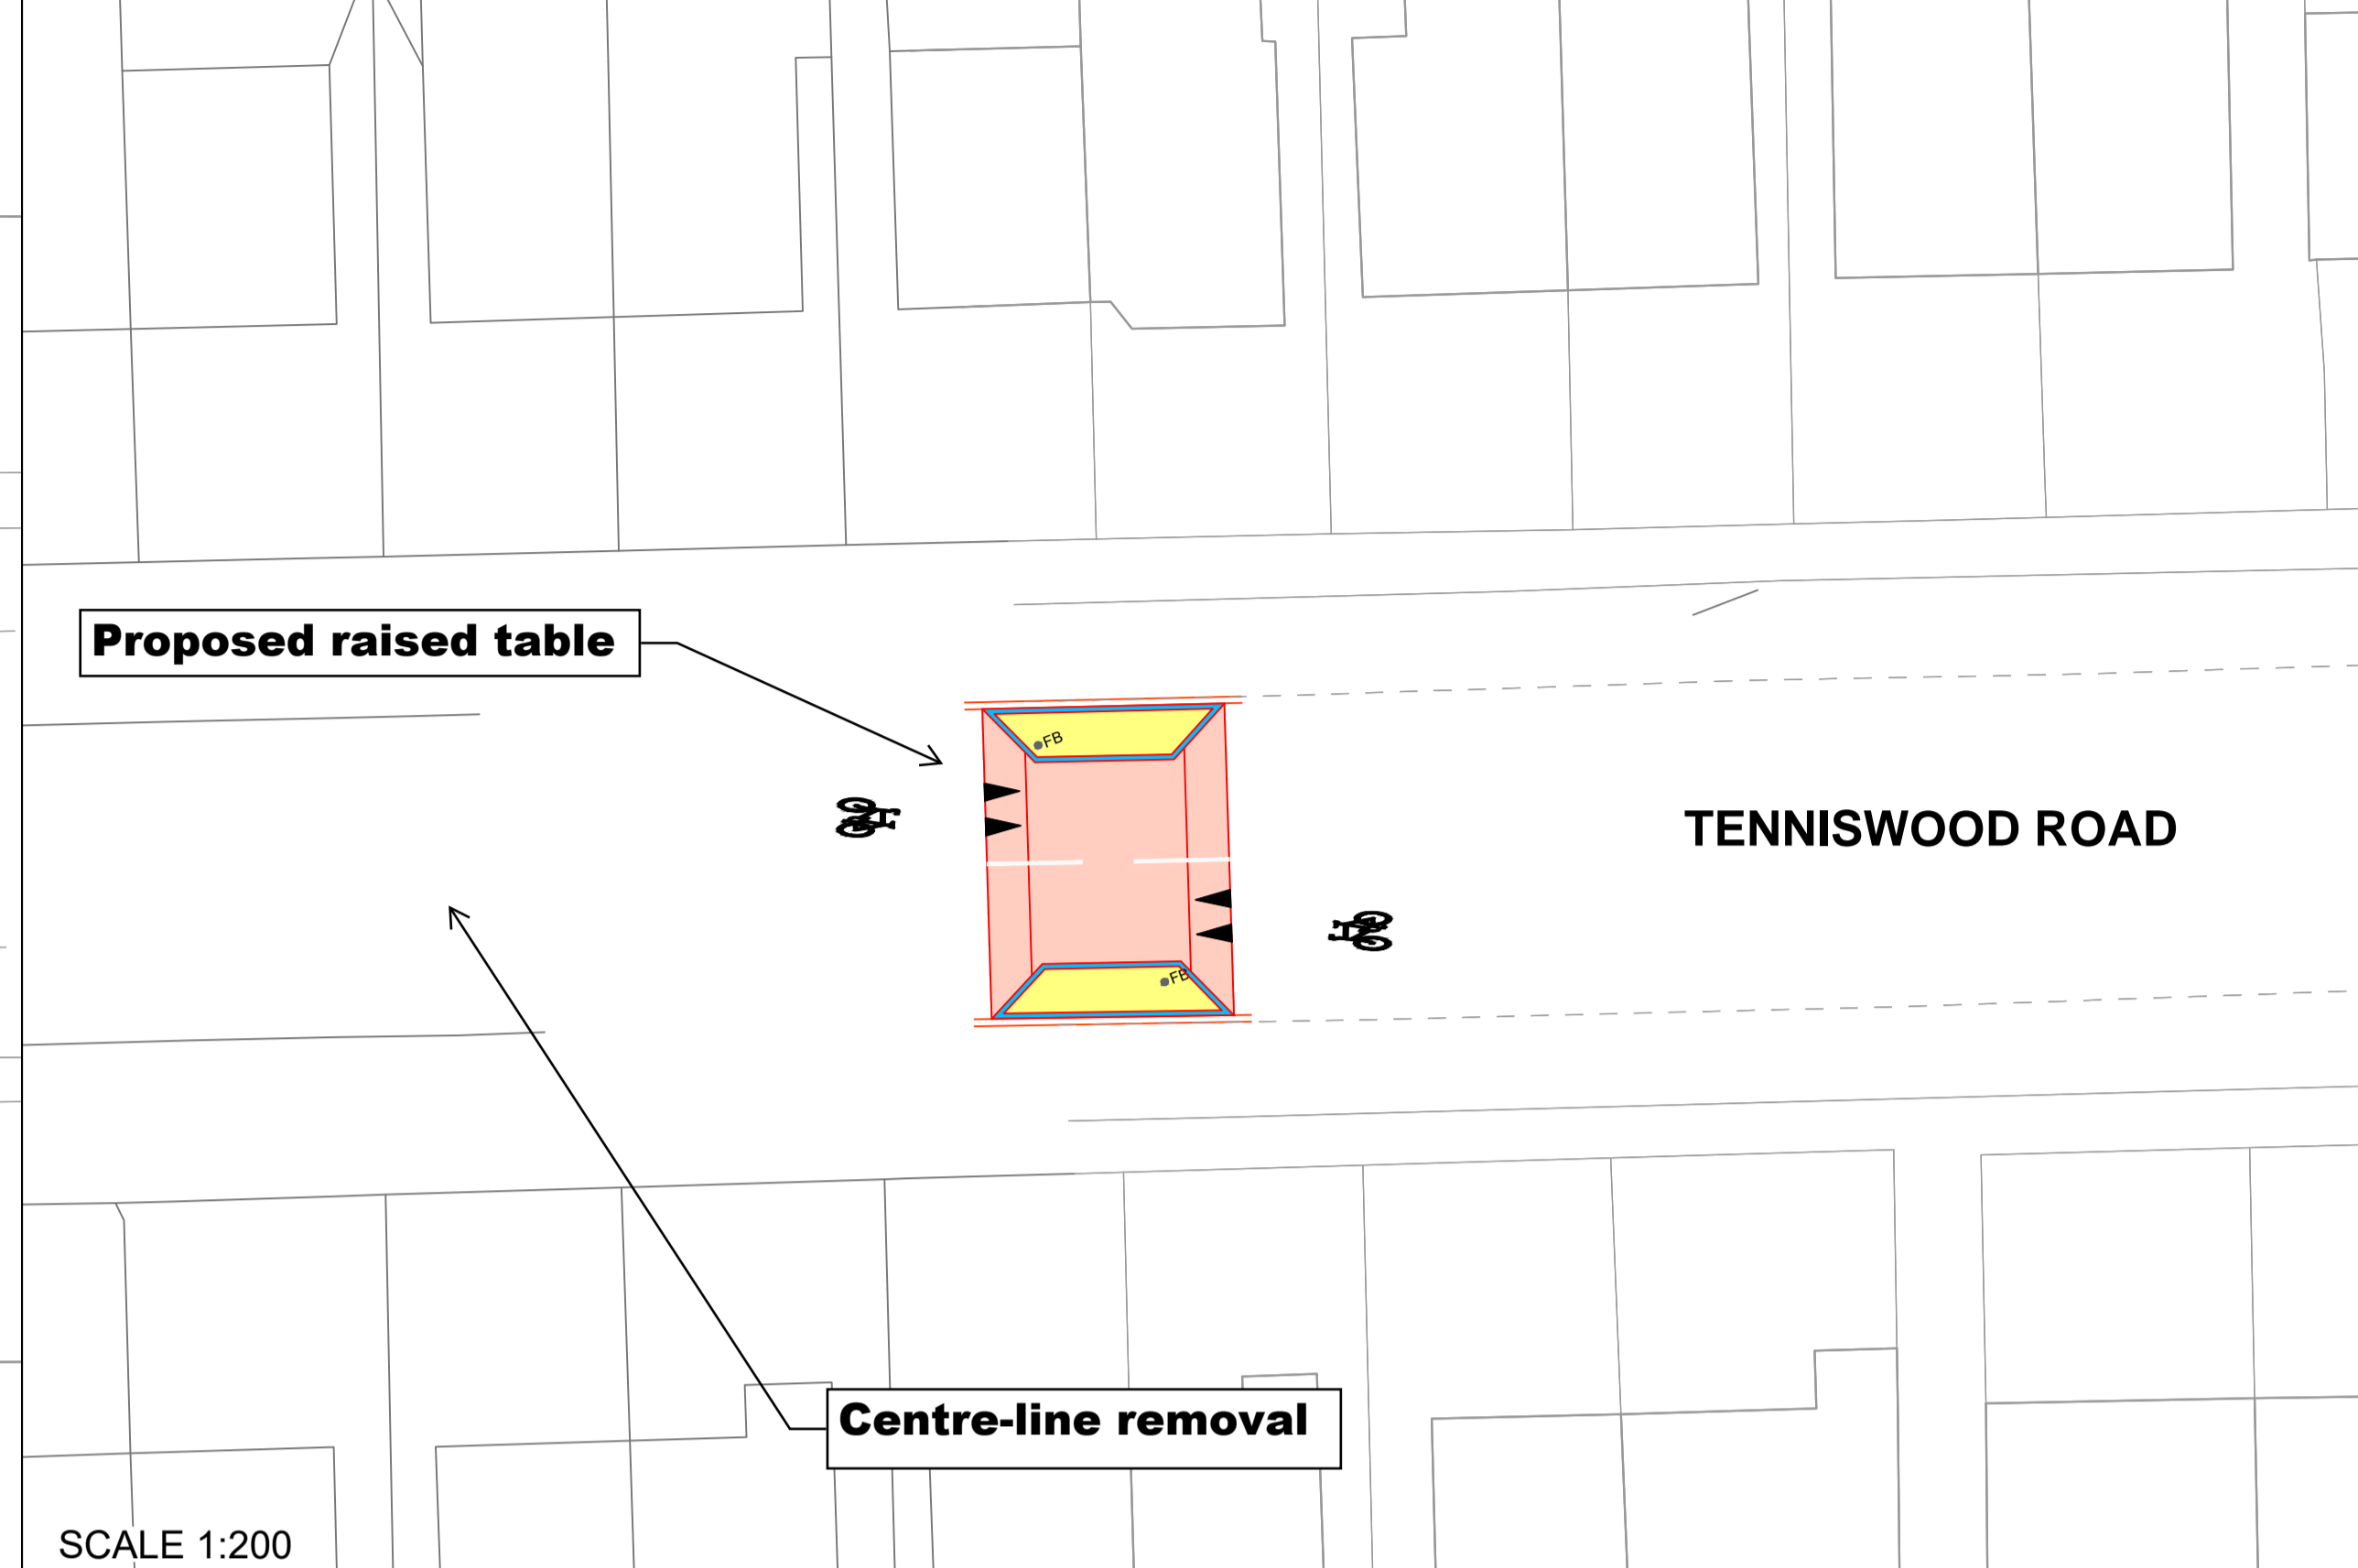 Proposed raised table
FB
TENNISWOOD ROAD
FB
Centre-line removal
SCALE 1:200